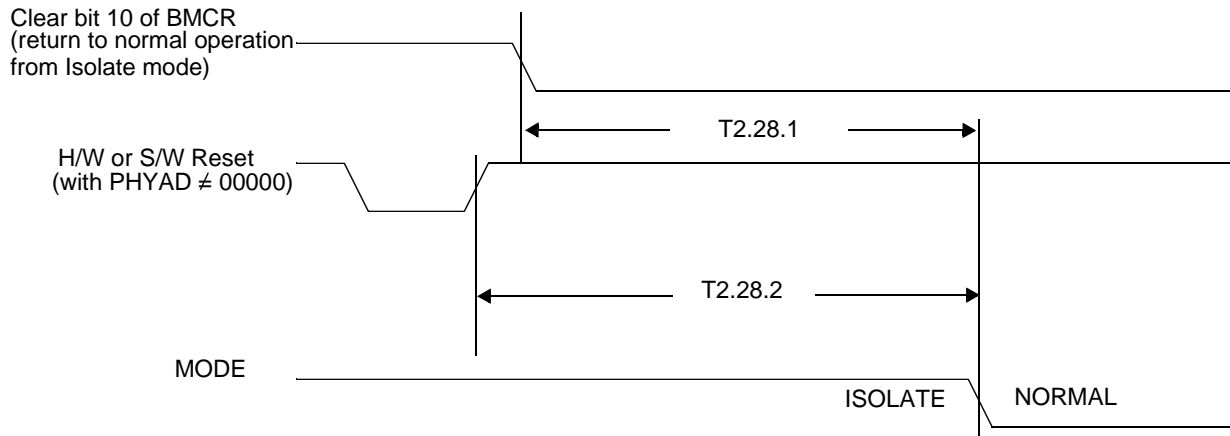 Clear bit 10 of BMCR
(return to normal operation
from Isolate mode)
T2.28.1
H/W or S/W Reset
(with PHYAD ≠ 00000)
T2.28.2
MODE
ISOLATE
NORMAL